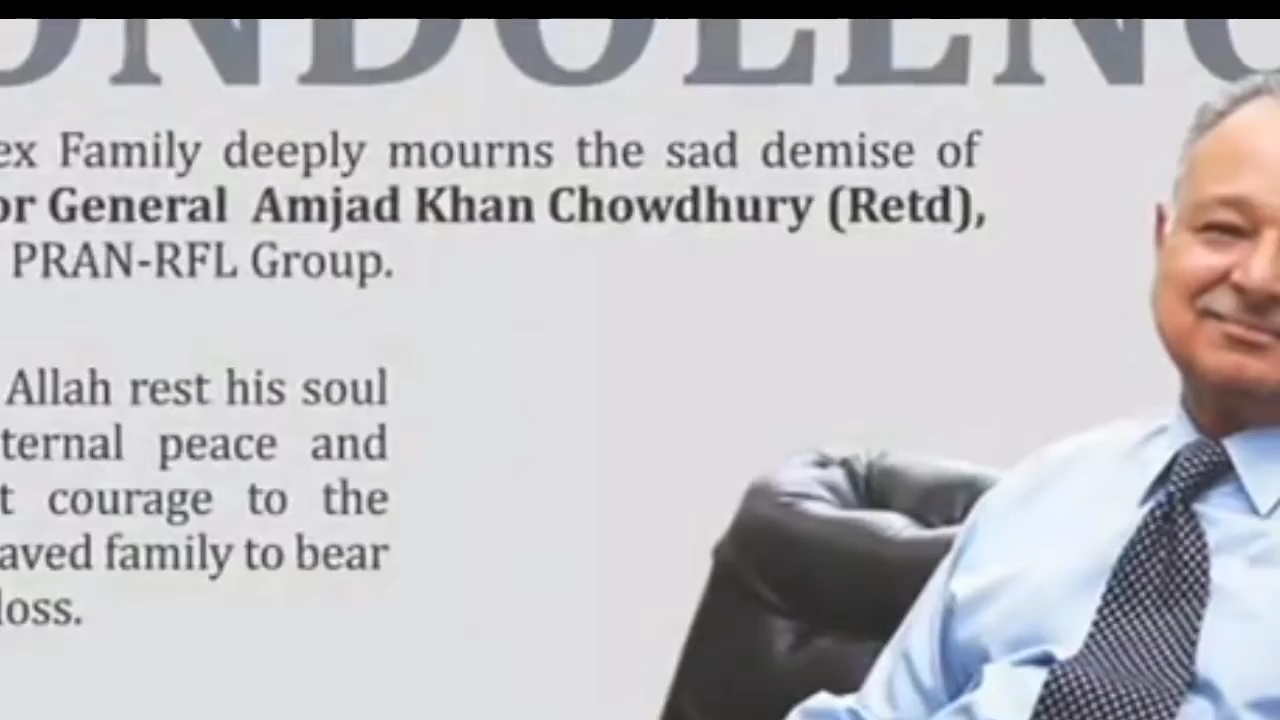 ONDOLENC
ex Family deeply mourns the sad demise of
or General Amjad Khan Chowdhury (Retd),
PRAN-RFL Group.
Allah rest his soul
ternal peace and
t courage to the
aved family to bear
loss.